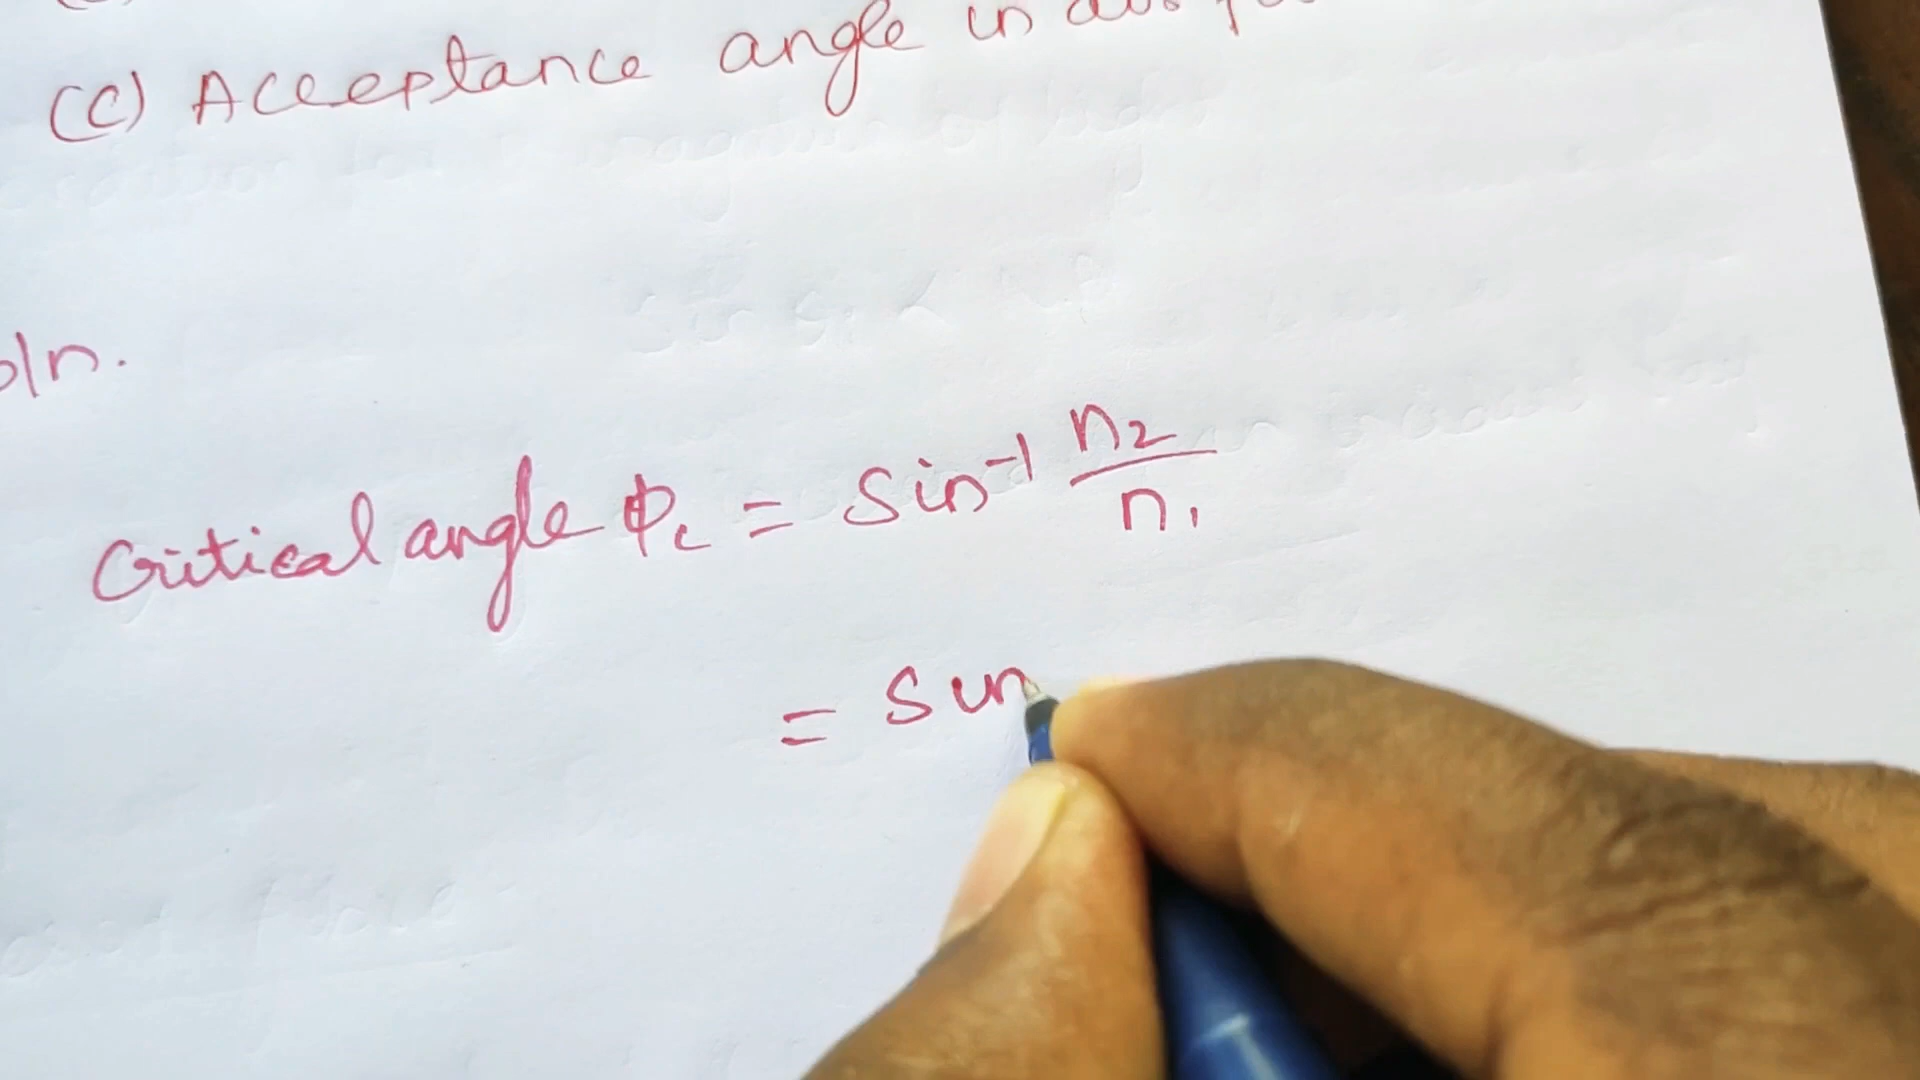 (C) Acceptance angle in
oln.
Critical angle ϕc = Sin⁻¹ n₂/n₁
= Sin